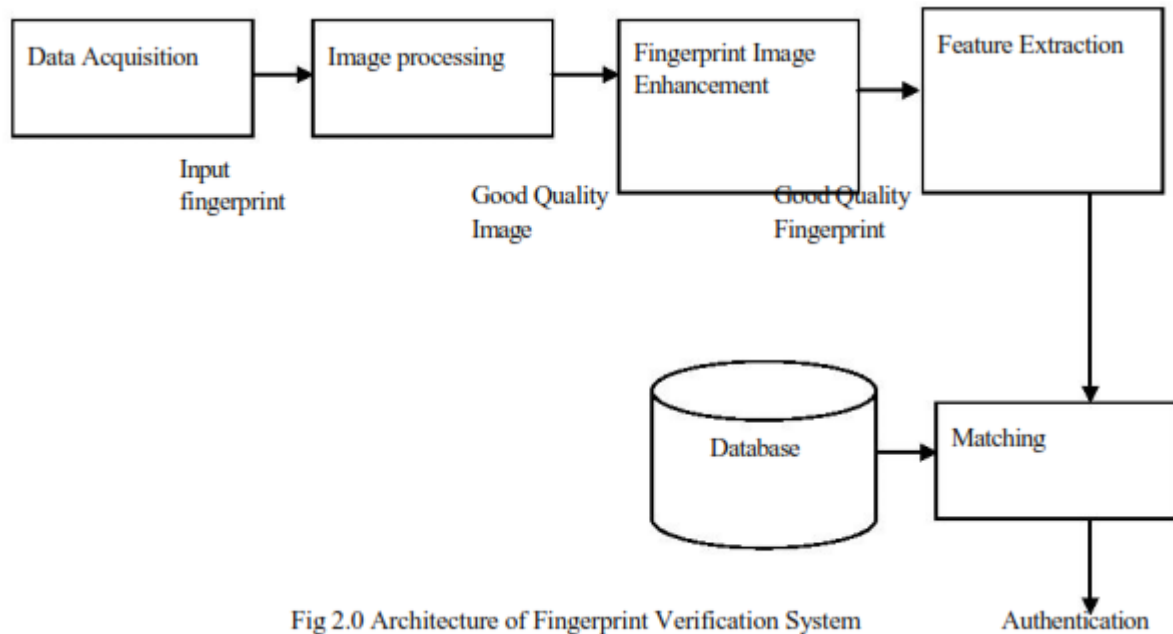 Data Acquisition
Image processing
Fingerprint Image
Enhancement
Feature Extraction
Input
fingerprint
Good Quality
Image
Good Quality
Fingerprint
Database
Matching
Fig 2.0 Architecture of Fingerprint Verification System
Authentication